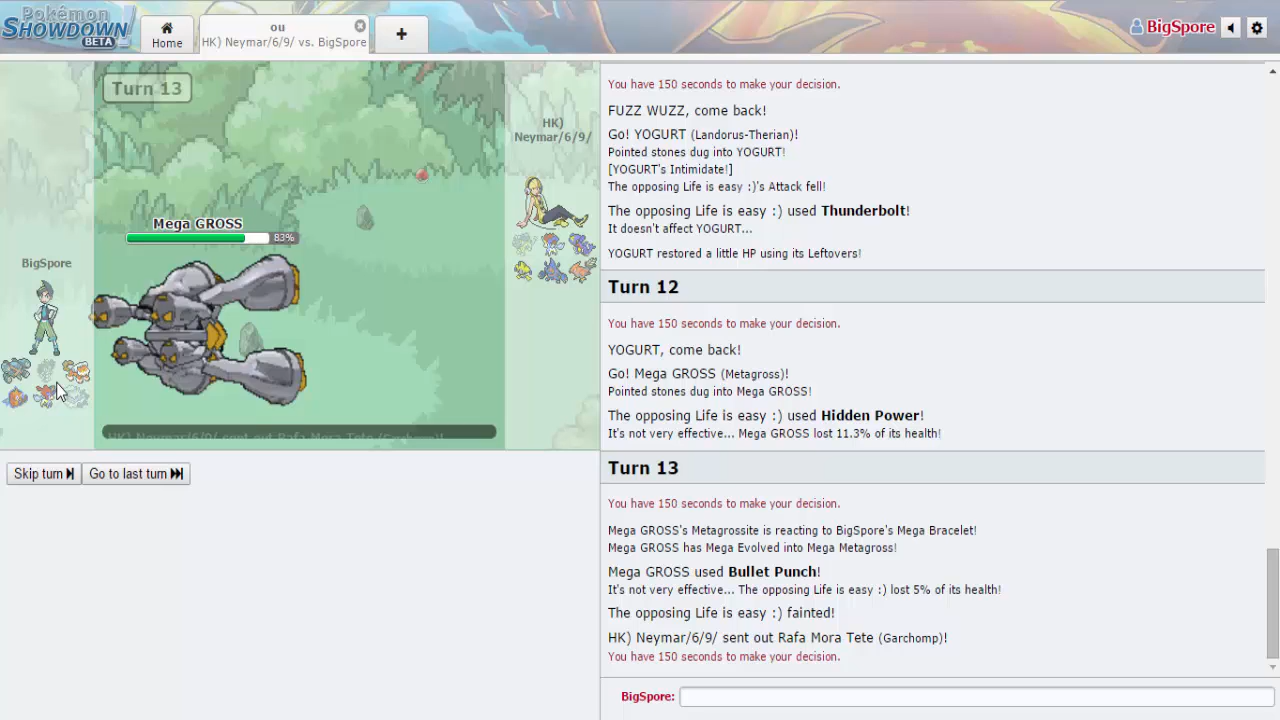 Pokémon
SHOWDOWN!
BETA
Home
ou
HK) Neymar/6/9/ vs. BigSpore
+
BigSpore
Turn 13
HK)
Neymar/6/9/
Mega GROSS
83%
BigSpore
HK) Neymar/6/9/ sent out Rafa Mora Tete (Garchomp)!
Skip turn
Go to last turn
You have 150 seconds to make your decision.
FUZZ WUZZ, come back!
Go! YOGURT (Landorus-Therian)!
Pointed stones dug into YOGURT!
[YOGURT's Intimidate!]
The opposing Life is easy :)'s Attack fell!
The opposing Life is easy :) used Thunderbolt!
It doesn't affect YOGURT...
YOGURT restored a little HP using its Leftovers!
Turn 12
You have 150 seconds to make your decision.
YOGURT, come back!
Go! Mega GROSS (Metagross)!
Pointed stones dug into Mega GROSS!
The opposing Life is easy :) used Hidden Power!
It's not very effective... Mega GROSS lost 11.3% of its health!
Turn 13
You have 150 seconds to make your decision.
Mega GROSS's Metagrossite is reacting to BigSpore's Mega Bracelet!
Mega GROSS has Mega Evolved into Mega Metagross!
Mega GROSS used Bullet Punch!
It's not very effective... The opposing Life is easy :) lost 5% of its health!
The opposing Life is easy :) fainted!
HK) Neymar/6/9/ sent out Rafa Mora Tete (Garchomp)!
You have 150 seconds to make your decision.
BigSpore: